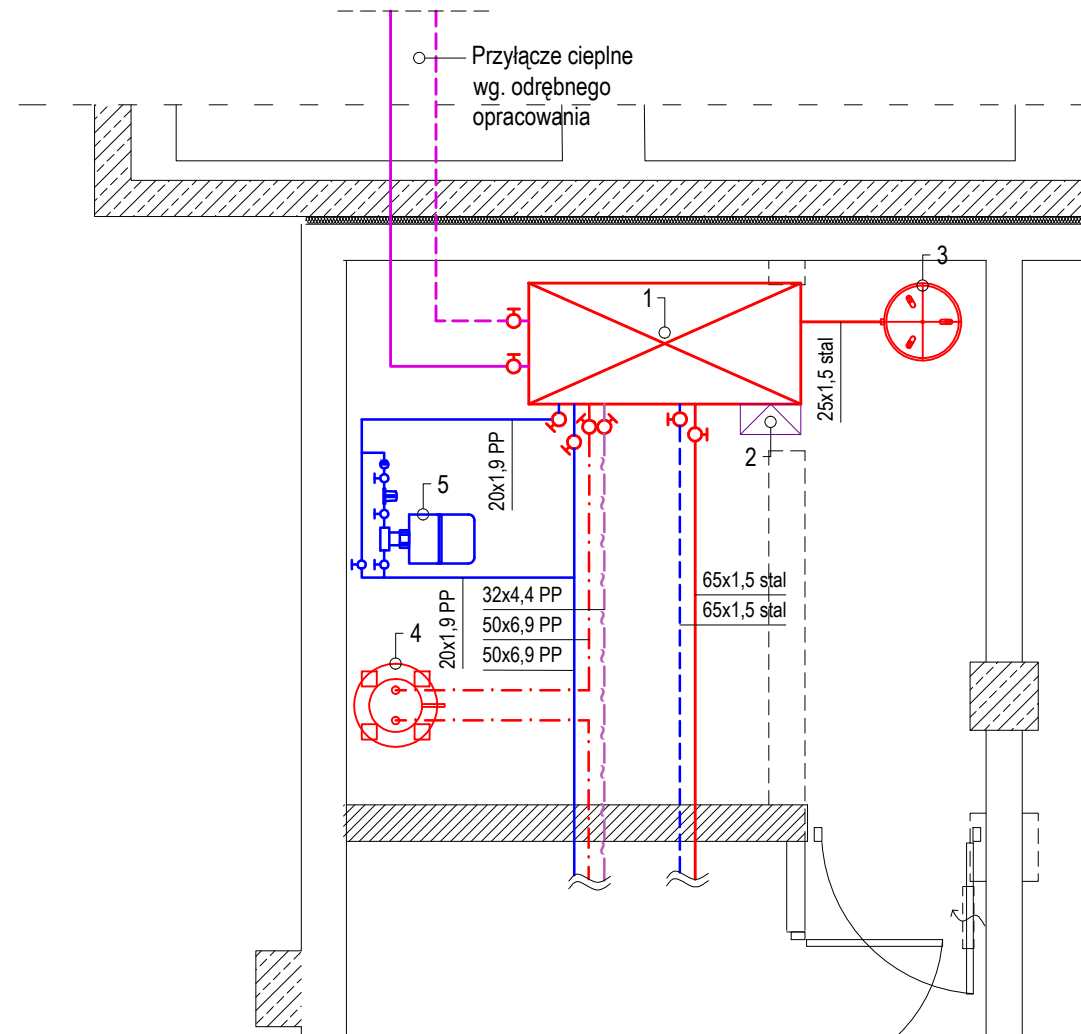 Przyłącze cieplne
wg. odrębnego
opracowania
3
1
25x1,5 stal
2
20x1,9 PP
5
65x1,5 stal
32x4,4 PP
65x1,5 stal
50x6,9 PP
20x1,9 PP
4
50x6,9 PP